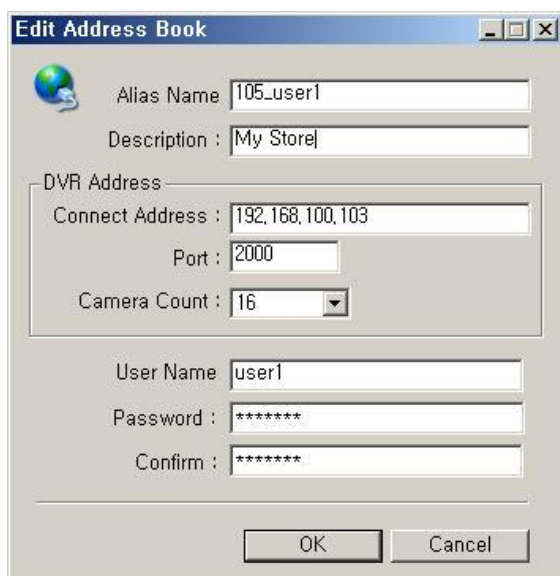 Edit Address Book
Alias Name 105_user1
Description : My Store
DVR Address
Connect Address : 192,168,100,103
Port : 2000
Camera Count : 16
User Name user1
Password : *******
Confirm : *******
OK Cancel